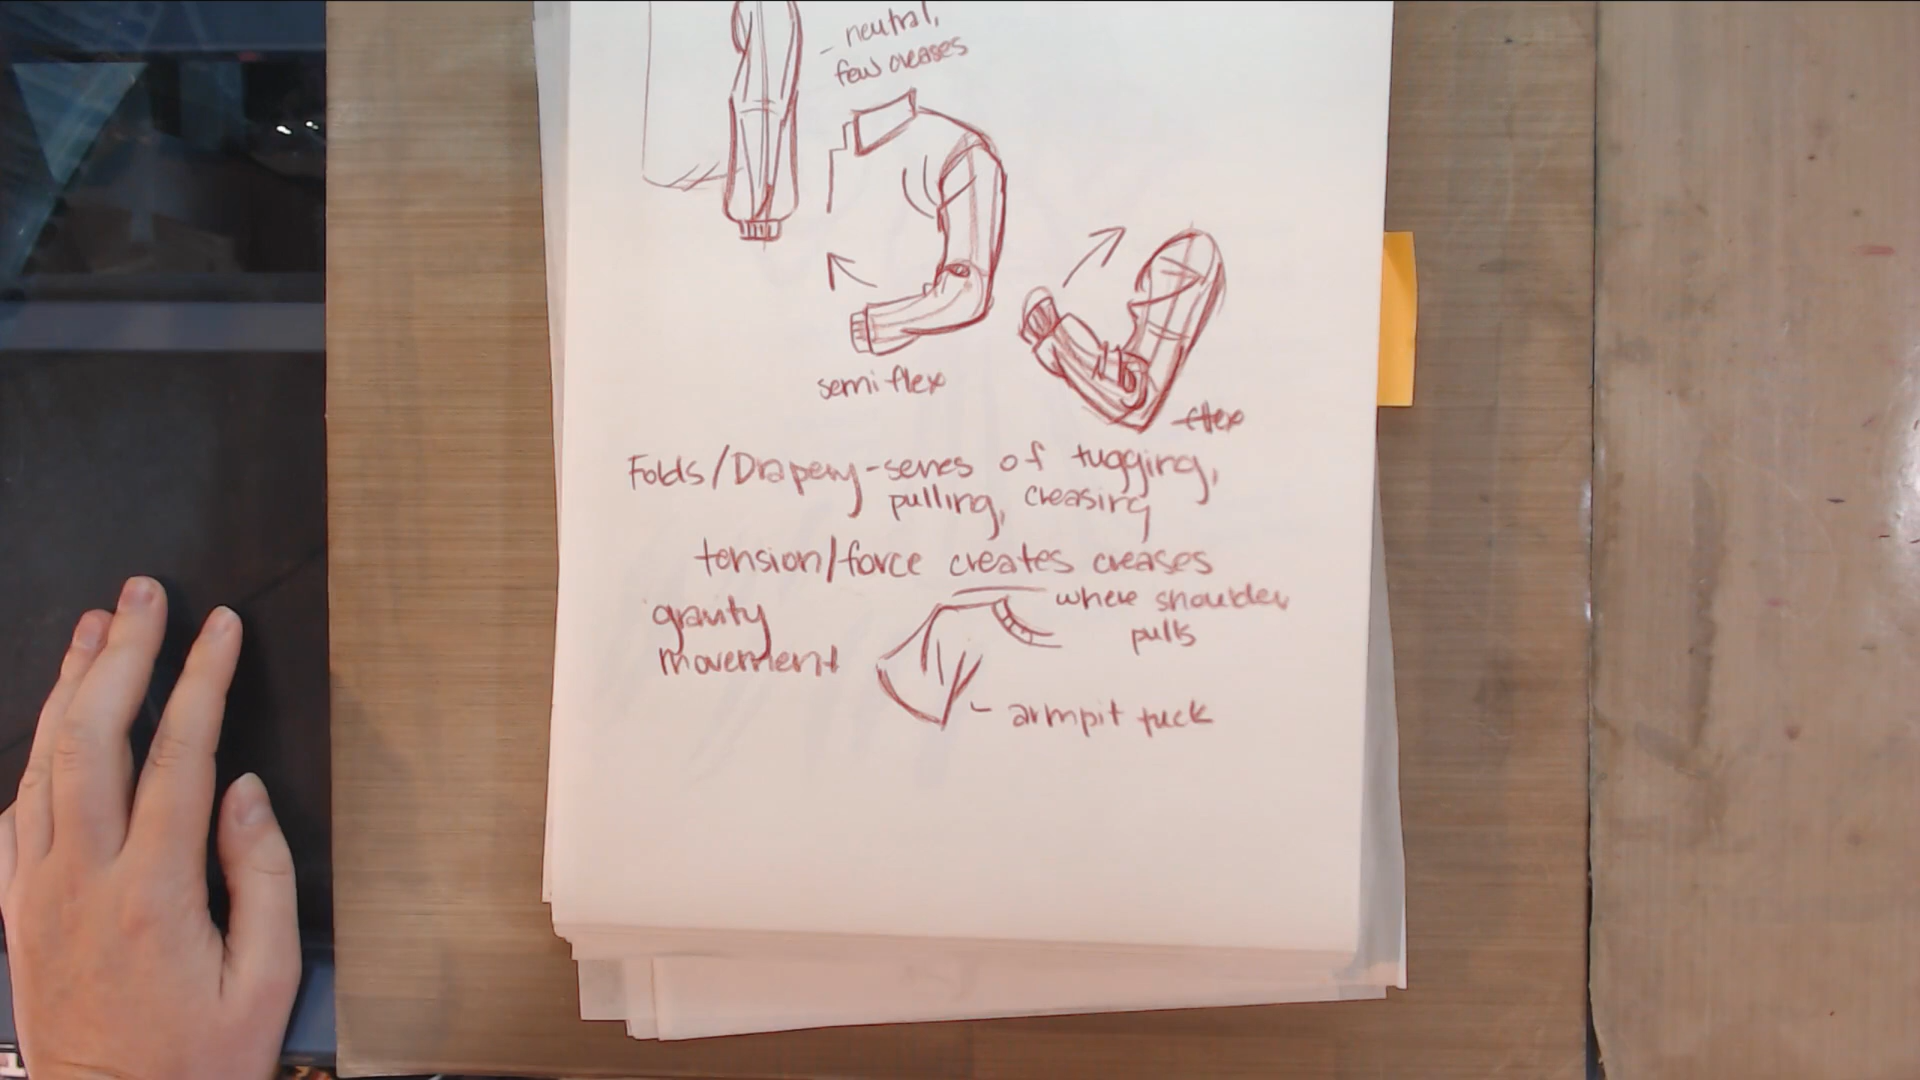 - neutral,
few creases
semi flex
flex
Folds/Drapery-series of tugging,
pulling, creasing
tension/force creates creases
gravity
movement
where shoulder
pulls
- armpit tuck